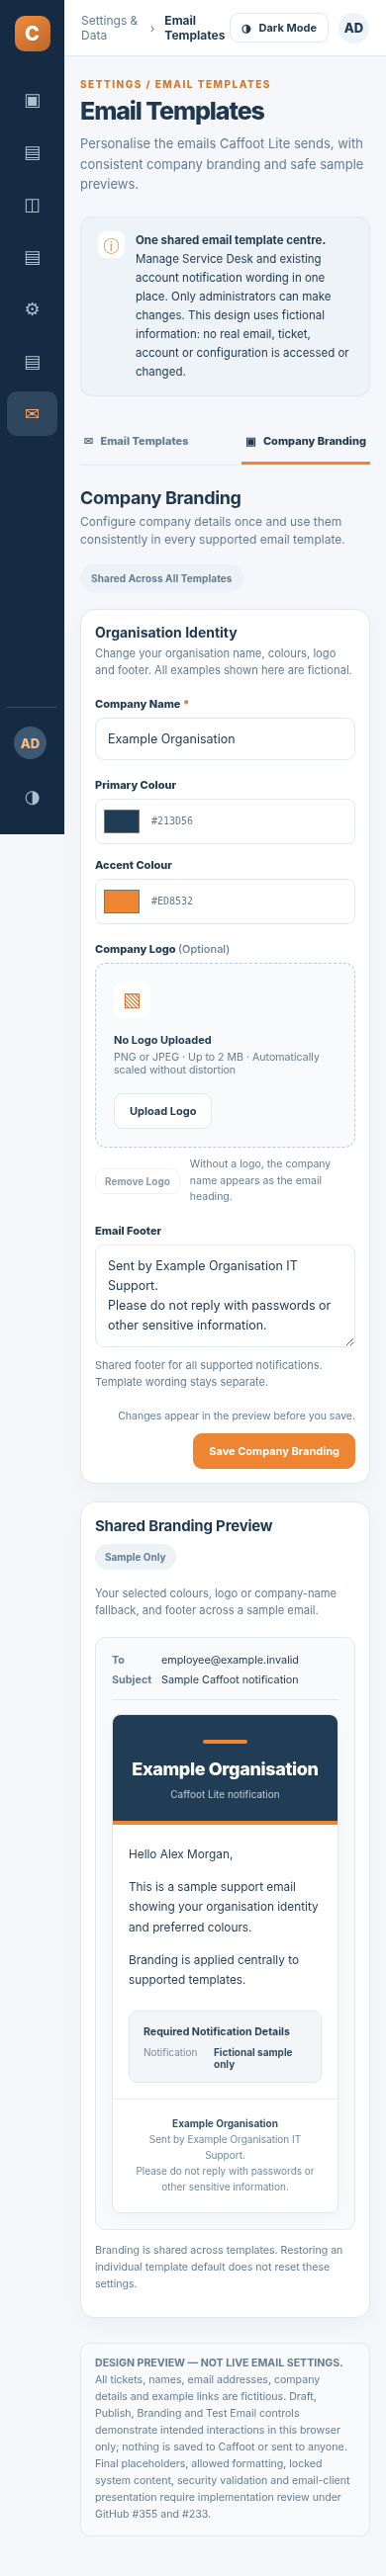 C
Settings & Data › Email Templates
Dark Mode
AD
SETTINGS / EMAIL TEMPLATES
Email Templates
Personalise the emails Caffoot Lite sends, with
consistent company branding and safe sample
previews.
One shared email template centre.
Manage Service Desk and existing
account notification wording in one
place. Only administrators can make
changes. This design uses fictional
information: no real email, ticket,
account or configuration is accessed or
changed.
Email Templates
Company Branding
Company Branding
Configure company details once and use them
consistently in every supported email template.
Shared Across All Templates
Organisation Identity
Change your organisation name, colours, logo
and footer. All examples shown here are fictional.
Company Name *
Example Organisation
Primary Colour
#213D56
Accent Colour
#ED8532
Company Logo (Optional)
No Logo Uploaded
PNG or JPEG · Up to 2 MB · Automatically
scaled without distortion
Upload Logo
Remove Logo
Without a logo, the company
name appears as the email
heading.
Email Footer
Sent by Example Organisation IT
Support.
Please do not reply with passwords or
other sensitive information.
Shared footer for all supported notifications.
Template wording stays separate.
Changes appear in the preview before you save.
Save Company Branding
AD
Shared Branding Preview
Sample Only
Your selected colours, logo or company-name
fallback, and footer across a sample email.
To employee@example.invalid
Subject Sample Caffoot notification
Example Organisation
Caffoot Lite notification
Hello Alex Morgan,
This is a sample support email
showing your organisation identity
and preferred colours.
Branding is applied centrally to
supported templates.
Required Notification Details
Notification Fictional sample
only
Example Organisation
Sent by Example Organisation IT
Support.
Please do not reply with passwords or
other sensitive information.
Branding is shared across templates. Restoring an
individual template default does not reset these
settings.
DESIGN PREVIEW — NOT LIVE EMAIL SETTINGS.
All tickets, names, email addresses, company
details and example links are fictitious. Draft,
Publish, Branding and Test Email controls
demonstrate intended interactions in this browser
only; nothing is saved to Caffoot or sent to anyone.
Final placeholders, allowed formatting, locked
system content, security validation and email-client
presentation require implementation review under
GitHub #355 and #233.